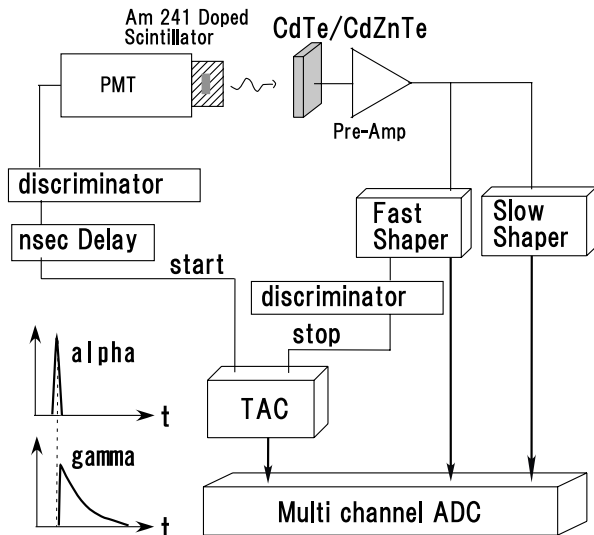 Am 241 Doped
Scintillator
CdTe/CdZnTe
PMT
Pre-Amp
discriminator
Fast
Shaper
Slow
Shaper
nsec Delay
start
discriminator
stop
alpha
t
TAC
gamma
t
Multi channel ADC